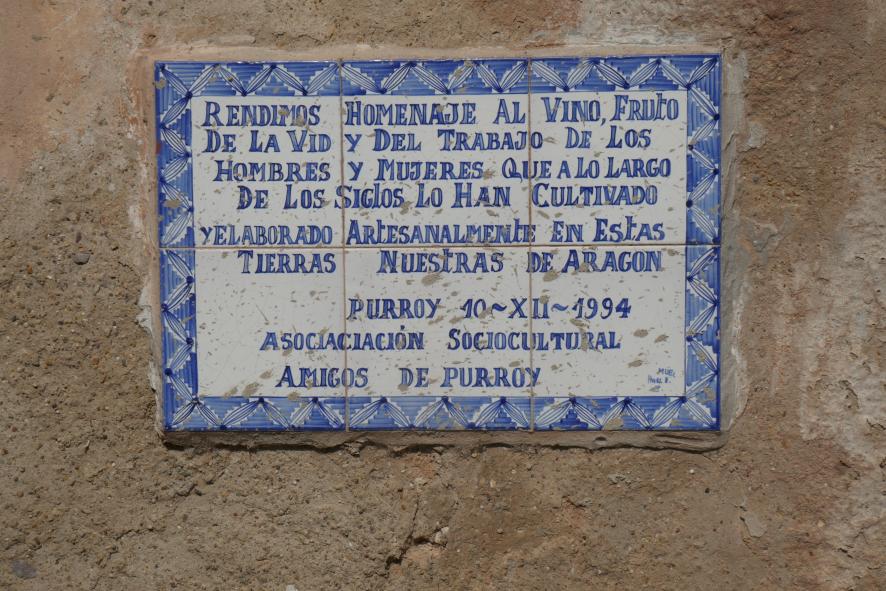 RENDIMOS HOMENAJE AL VINO, FRUTO
DE LA VID Y DEL TRABAJO DE LOS
HOMBRES Y MUJERES QUE A LO LARGO
DE LOS SIGLOS LO HAN CULTIVADO
Y ELABORADO ARTESANALMENTE EN ESTAS
TIERRAS NUESTRAS DE ARAGON
PURROY 10~XII~1994
ASOCIACIACIÓN SOCIOCULTURAL
AMIGOS DE PURROY
MUEL